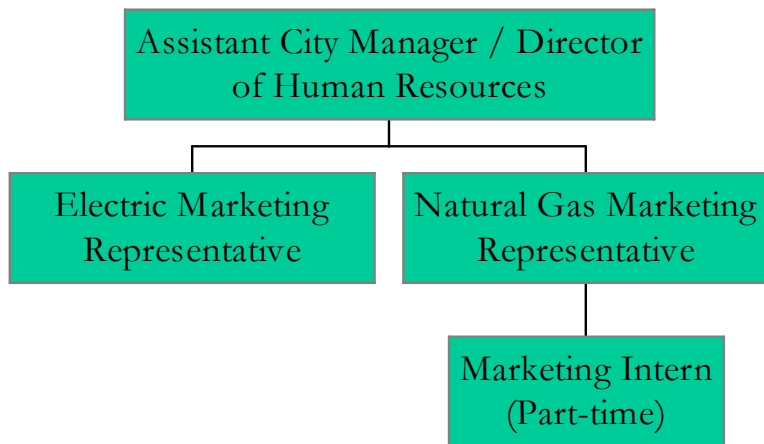 Assistant City Manager / Director
of Human Resources
Electric Marketing
Representative
Natural Gas Marketing
Representative
Marketing Intern
(Part-time)